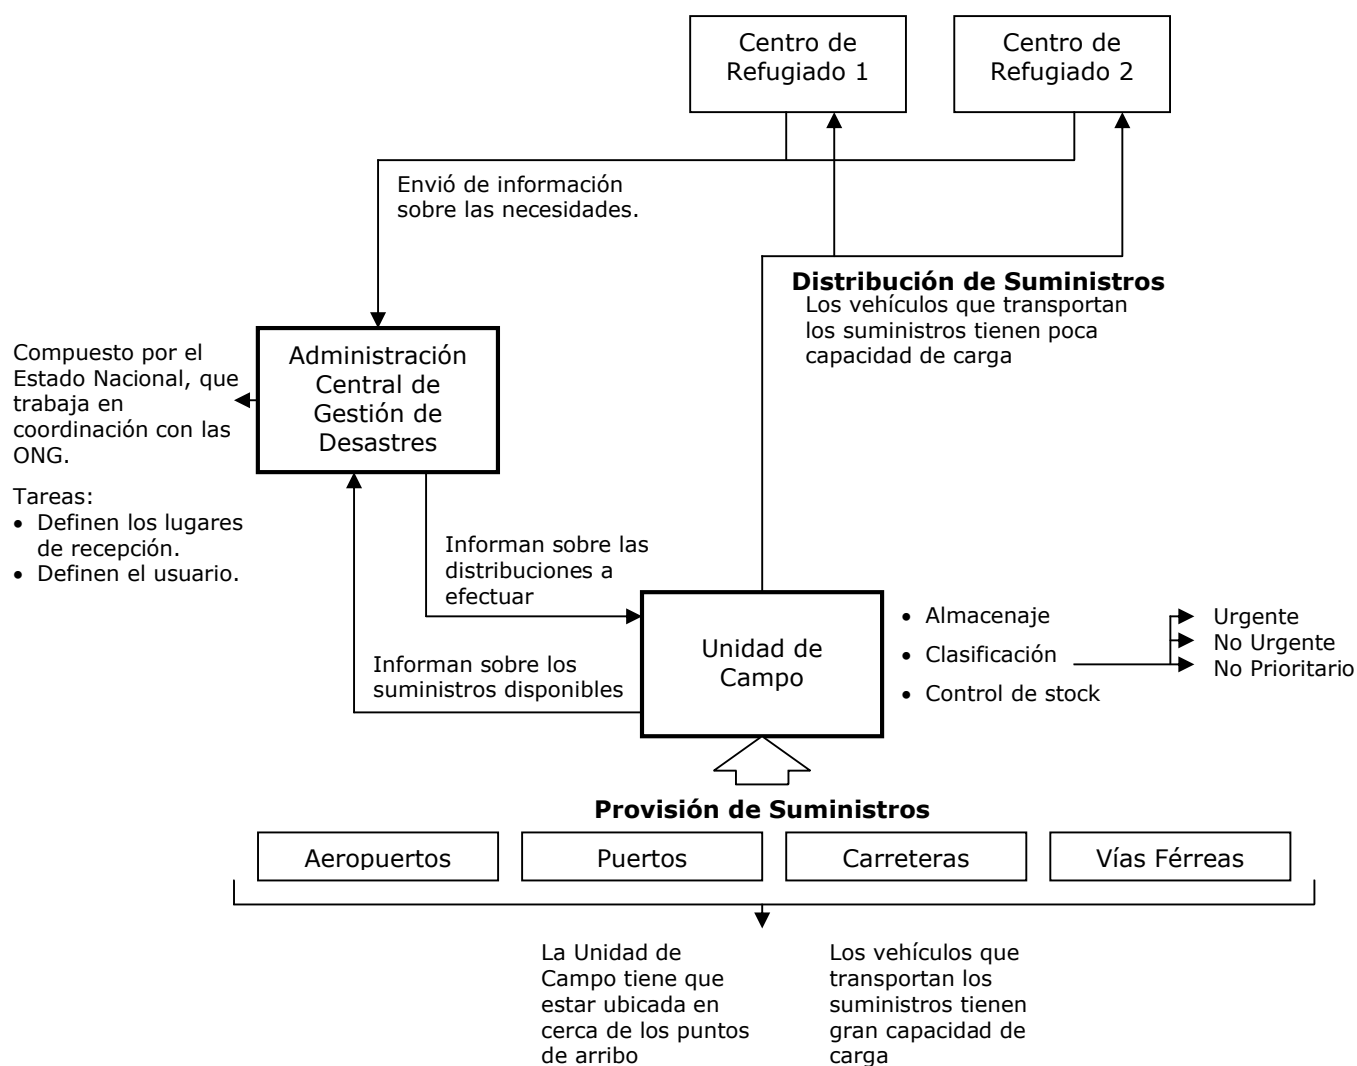 Centro de
Refugiado 1
Centro de
Refugiado 2
Envió de información
sobre las necesidades.
Distribución de Suministros
Los vehículos que transportan
los suministros tienen poca
capacidad de carga
Compuesto por el
Estado Nacional, que
trabaja en
coordinación con las
ONG.
Tareas:
• Definen los lugares
de recepción.
• Definen el usuario.
Administración
Central de
Gestión de
Desastres
Informan sobre las
distribuciones a
efectuar
Informan sobre los
suministros disponibles
Unidad de
Campo
• Almacenaje
• Clasificación
• Control de stock
Urgente
No Urgente
No Prioritario
Provisión de Suministros
Aeropuertos
Puertos
Carreteras
Vías Férreas
La Unidad de
Campo tiene que
estar ubicada en
cerca de los puntos
de arribo
Los vehículos que
transportan los
suministros tienen
gran capacidad de
carga